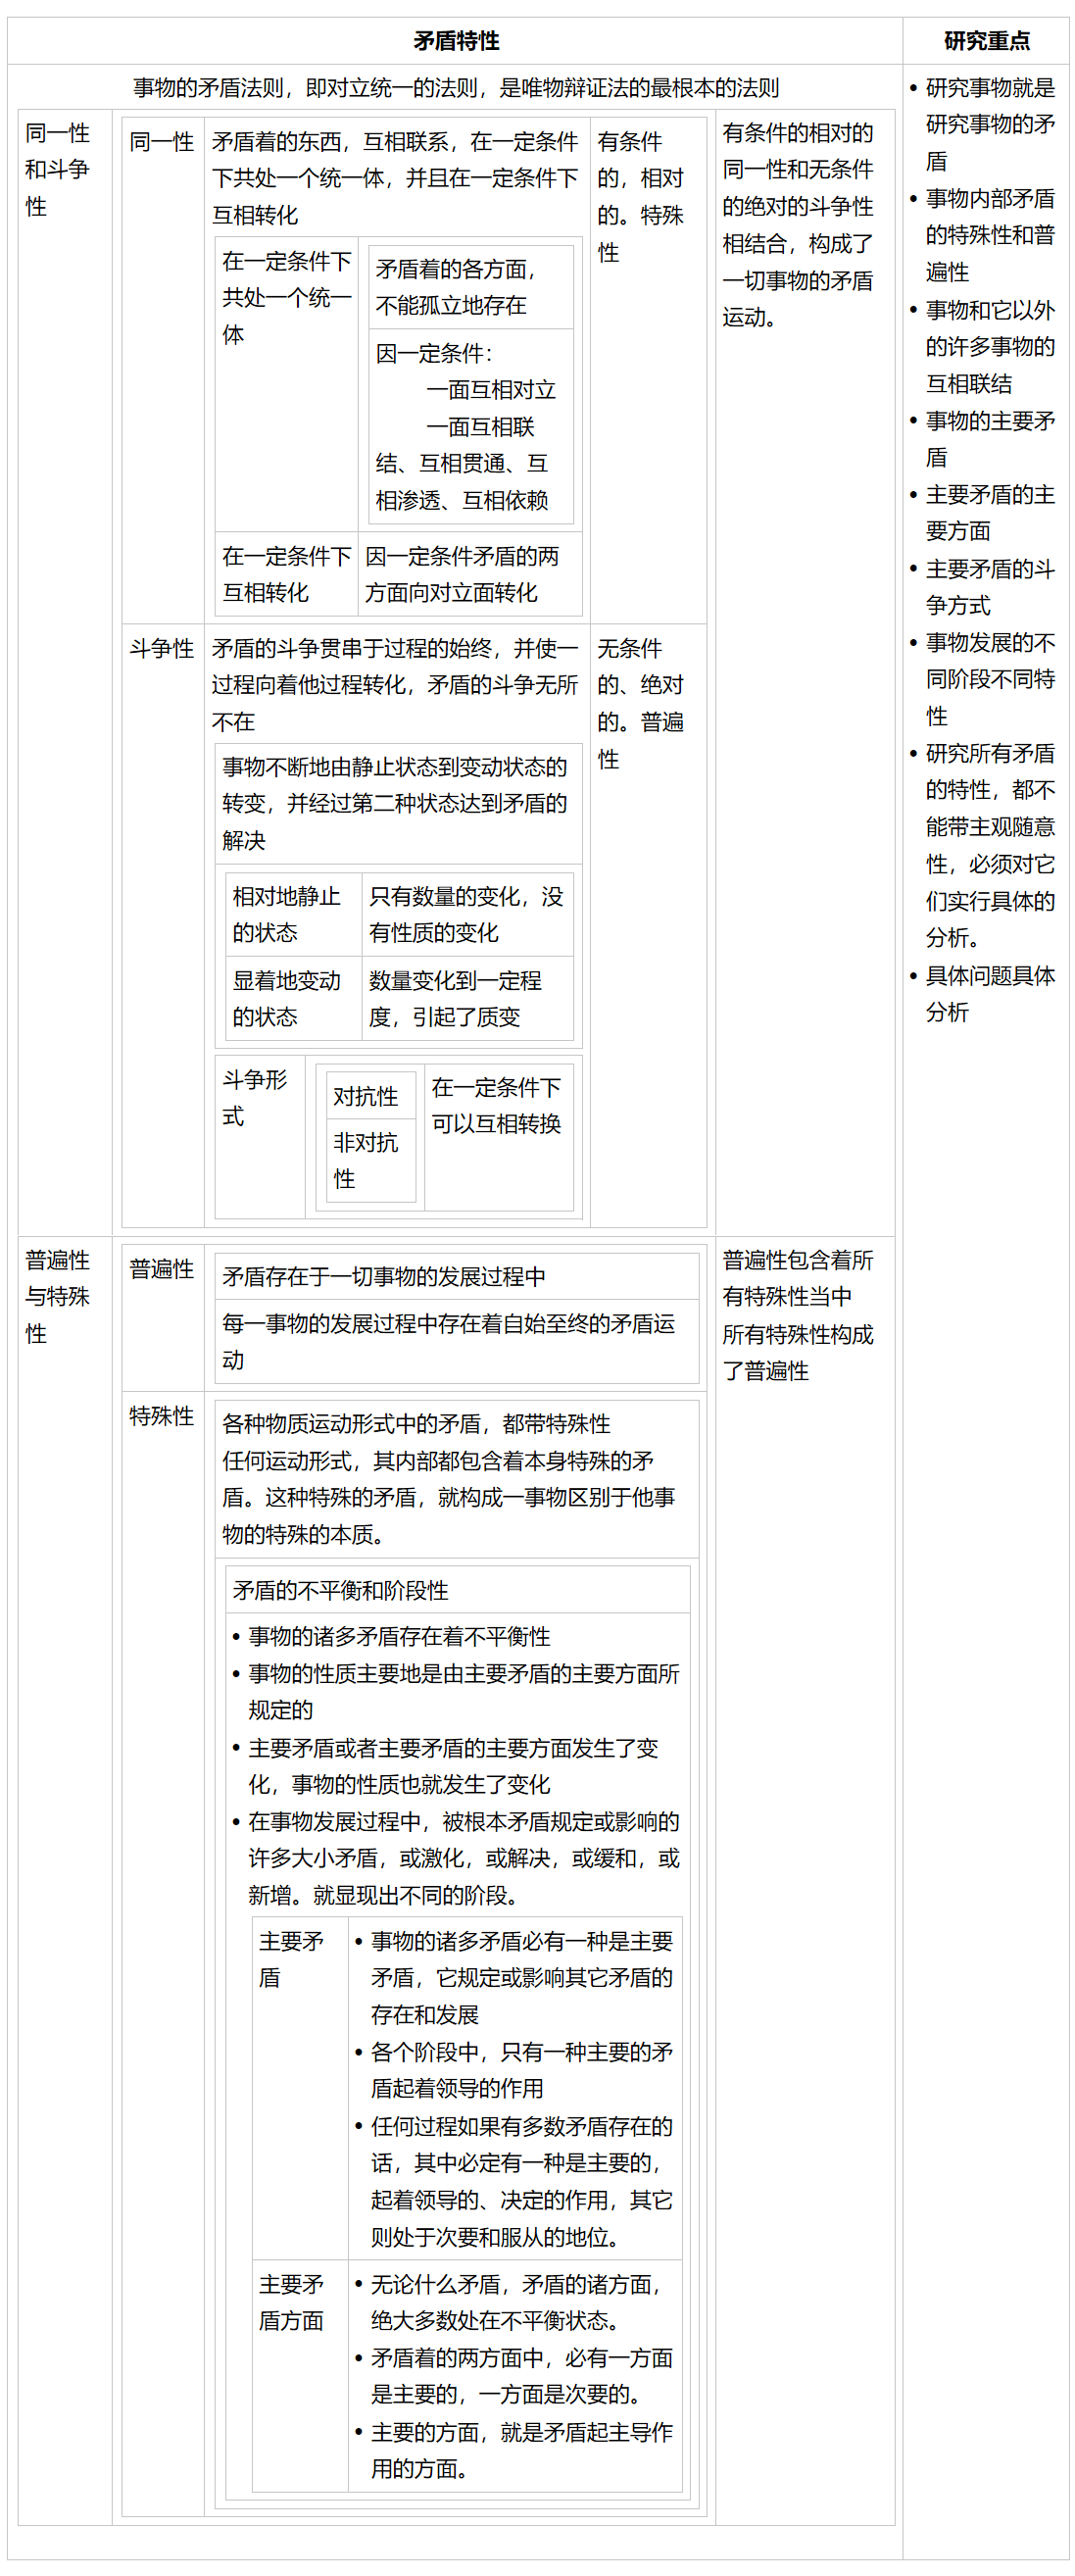 矛盾特性
研究重点
事物的矛盾法则，即对立统一的法则，是唯物辩证法的最根本的法则
同一性
和斗争
性
同一性
矛盾着的东西，互相联系，在一定条件
下共处一个统一体，并且在一定条件下
互相转化
在一定条件下
共处一个统一
体
矛盾着的各方面，
不能孤立地存在
因一定条件：
一面互相对立
一面互相联
结、互相贯通、互
相渗透、互相依赖
在一定条件下
互相转化
因一定条件矛盾的两
方面向对立面转化
有条件
的，相对
的。特殊
性
斗争性
矛盾的斗争贯串于过程的始终，并使一
过程向着他过程转化，矛盾的斗争无所
不在
事物不断地由静止状态到变动状态的
转变，并经过第二种状态达到矛盾的
解决
相对地静止
的状态
只有数量的变化，没
有性质的变化
显着地变动
的状态
数量变化到一定程
度，引起了质变
斗争形
式
对抗性
非对抗
性
在一定条件下
可以互相转换
无条件
的、绝对
的。普遍
性
有条件的相对的
同一性和无条件
的绝对的斗争性
相结合，构成了
一切事物的矛盾
运动。
普遍性
与特殊
性
普遍性
矛盾存在于一切事物的发展过程中
每一事物的发展过程中存在着自始至终的矛盾运
动
特殊性
各种物质运动形式中的矛盾，都带特殊性
任何运动形式，其内部都包含着本身特殊的矛
盾。这种特殊的矛盾，就构成一事物区别于他事
物的特殊的本质。
矛盾的不平衡和阶段性
• 事物的诸多矛盾存在着不平衡性
• 事物的性质主要地是由主要矛盾的主要方面所
规定的
• 主要矛盾或者主要矛盾的主要方面发生了变
化，事物的性质也就发生了变化
• 在事物发展过程中，被根本矛盾规定或影响的
许多大小矛盾，或激化，或解决，或缓和，或
新增。就显现出不同的阶段。
主要矛
盾
• 事物的诸多矛盾必有一种是主要
矛盾，它规定或影响其它矛盾的
存在和发展
• 各个阶段中，只有一种主要的矛
盾起着领导的作用
• 任何过程如果有多数矛盾存在的
话，其中必定有一种是主要的，
起着领导的、决定的作用，其它
则处于次要和服从的地位。
主要矛
盾方面
• 无论什么矛盾，矛盾的诸方面，
绝大多数处在不平衡状态。
• 矛盾着的两方面中，必有一方面
是主要的，一方面是次要的。
• 主要的方面，就是矛盾起主导作
用的方面。
普遍性包含着所
有特殊性当中
所有特殊性构成
了普遍性
• 研究事物就是
研究事物的矛
盾
• 事物内部矛盾
的特殊性和普
遍性
• 事物和它以外
的许多事物的
互相联结
• 事物的主要矛
盾
• 主要矛盾的主
要方面
• 主要矛盾的斗
争方式
• 事物发展的不
同阶段不同特
性
• 研究所有矛盾
的特性，都不
能带主观随意
性，必须对它
们实行具体的
分析。
• 具体问题具体
分析